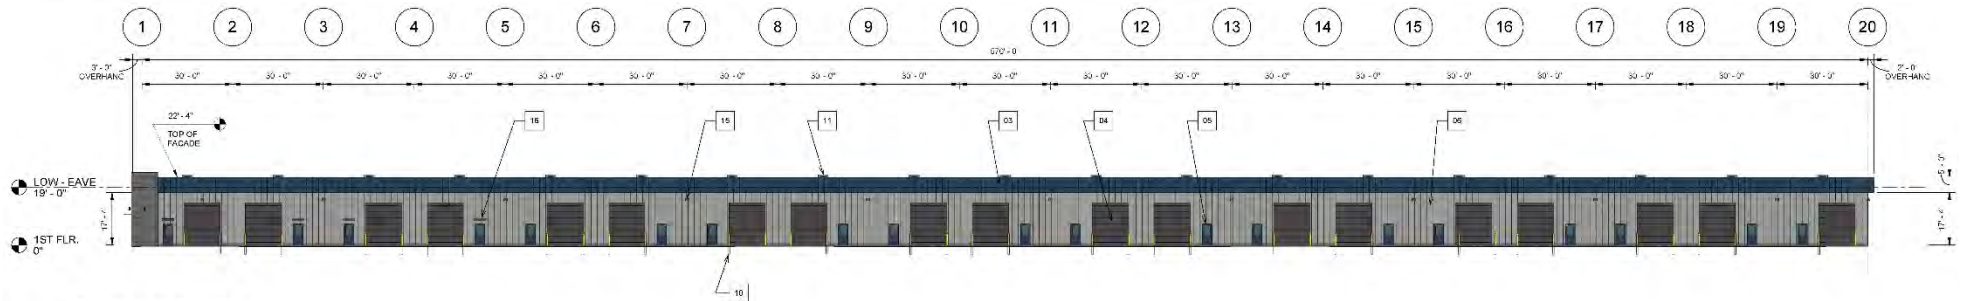 1 2 3 4 5 6 7 8 9 10 11 12 13 14 15 16 17 18 19 20
570' - 0
3' - 0"
OVERHANG
2' - 0
OVERHANG
30' - 0" 30' - 0" 30' - 0" 30' - 0" 30' - 0" 30' - 0" 30' - 0" 30' - 0" 30' - 0" 30' - 0" 30' - 0" 30' - 0" 30' - 0" 30' - 0" 30' - 0" 30' - 0" 30' - 0" 30' - 0" 30' - 0"
22' - 4"
TOP OF
FACADE
16 15 11 03 04 05 06
LOW - EAVE
19' - 0"
5' - 0"
1ST FLR.
0"
10